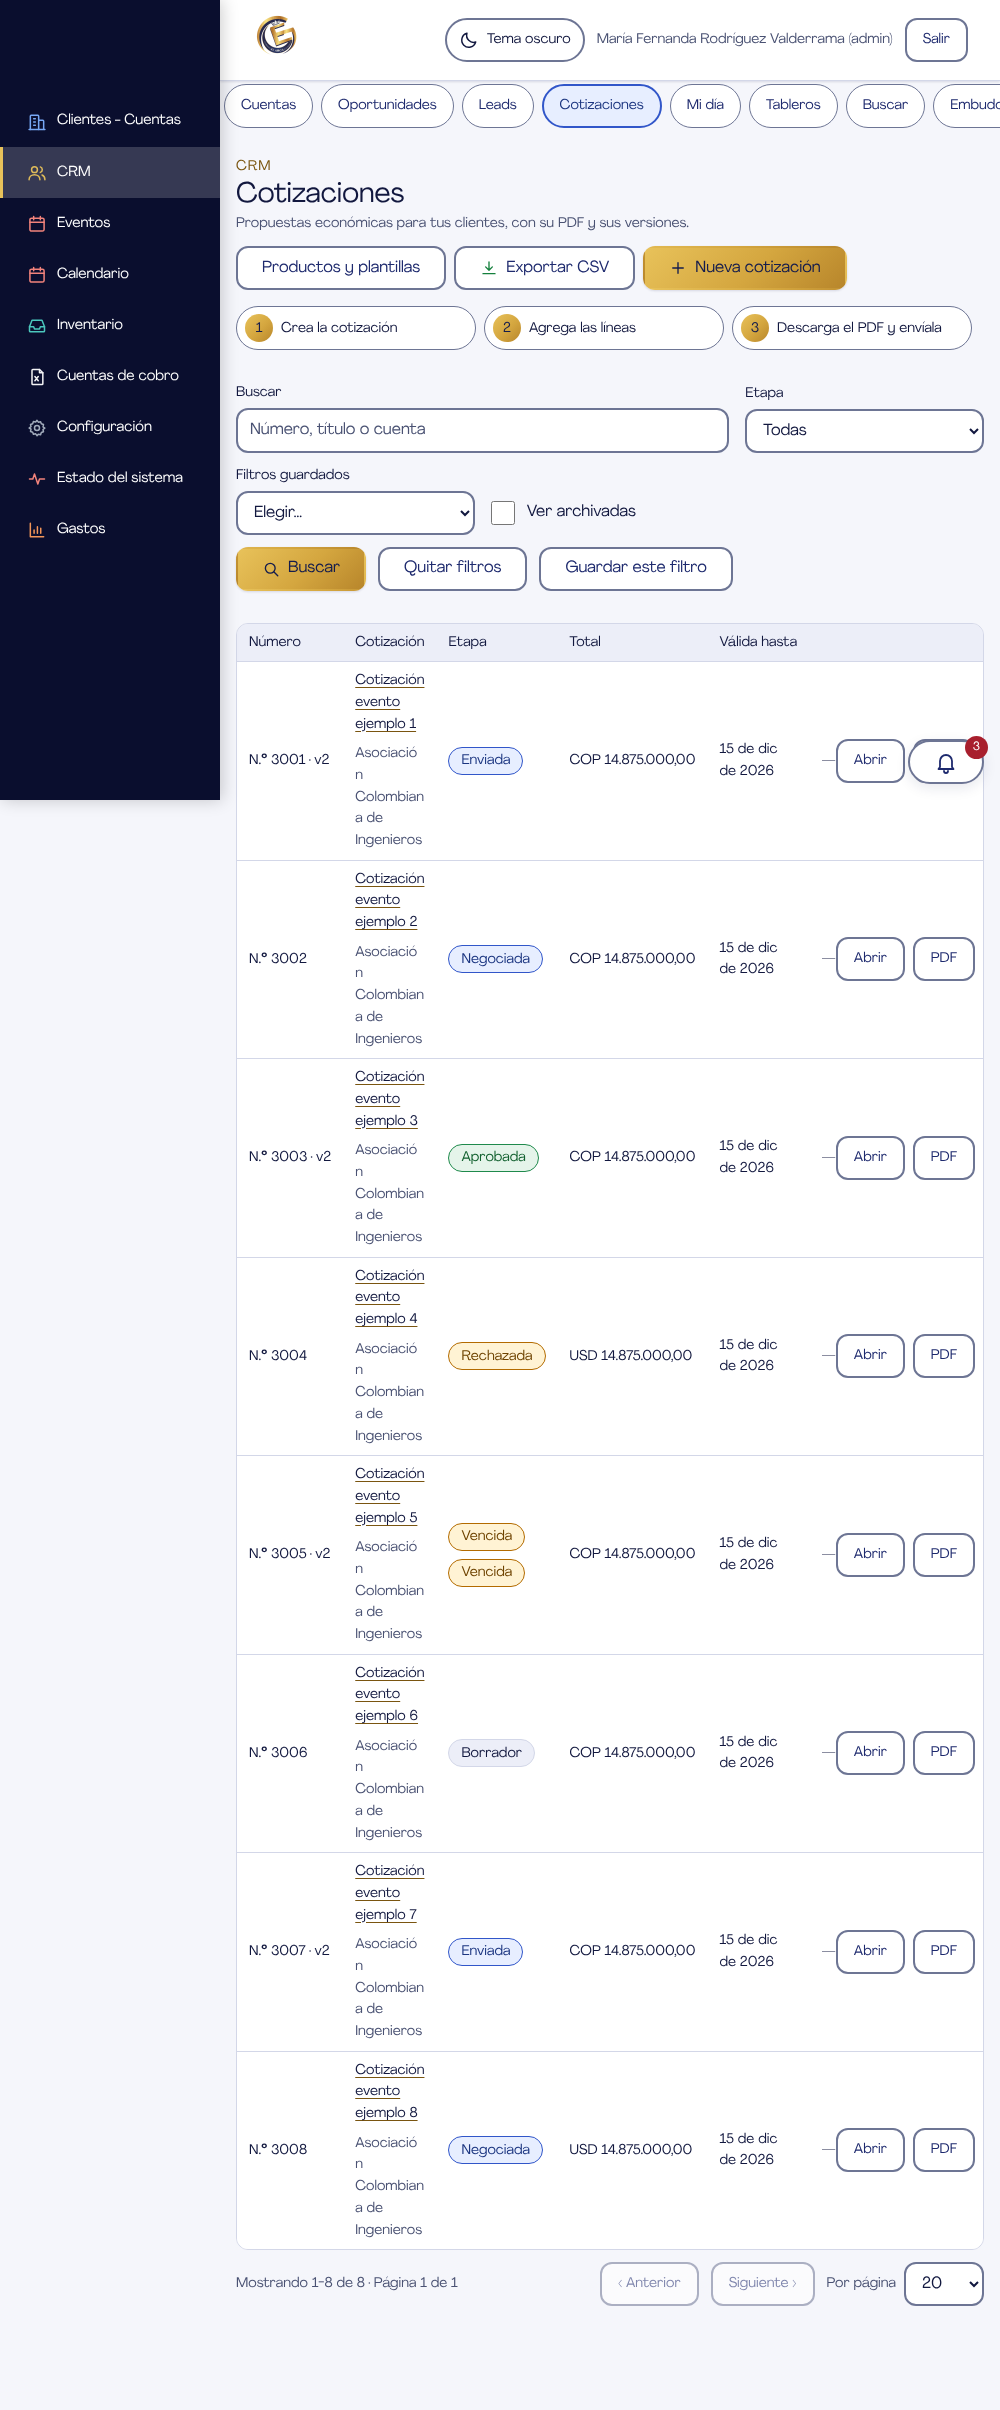 Tema oscuro
María Fernanda Rodríguez Valderrama (admin)
Salir
Clientes - Cuentas
CRM
Eventos
Calendario
Inventario
Cuentas de cobro
Configuración
Estado del sistema
Gastos
Cuentas
Oportunidades
Leads
Cotizaciones
Mi día
Tableros
Buscar
Embudo
CRM
Cotizaciones
Propuestas económicas para tus clientes, con su PDF y sus versiones.
Productos y plantillas
Exportar CSV
Nueva cotización
1 Crea la cotización
2 Agrega las líneas
3 Descarga el PDF y envíala
Buscar
Número, título o cuenta
Etapa
Todas
Filtros guardados
Elegir...
Ver archivadas
Buscar
Quitar filtros
Guardar este filtro
Número Cotización Etapa Total Válida hasta
N.º 3001 · v2
Cotización
evento
ejemplo 1
Asociació
n
Colombian
a de
Ingenieros
Enviada
COP 14.875.000,00
15 de dic
de 2026
—
Abrir
3
N.º 3002
Cotización
evento
ejemplo 2
Asociació
n
Colombian
a de
Ingenieros
Negociada
COP 14.875.000,00
15 de dic
de 2026
—
Abrir
PDF
N.º 3003 · v2
Cotización
evento
ejemplo 3
Asociació
n
Colombian
a de
Ingenieros
Aprobada
COP 14.875.000,00
15 de dic
de 2026
—
Abrir
PDF
N.º 3004
Cotización
evento
ejemplo 4
Asociació
n
Colombian
a de
Ingenieros
Rechazada
USD 14.875.000,00
15 de dic
de 2026
—
Abrir
PDF
N.º 3005 · v2
Cotización
evento
ejemplo 5
Asociació
n
Colombian
a de
Ingenieros
Vencida
Vencida
COP 14.875.000,00
15 de dic
de 2026
—
Abrir
PDF
N.º 3006
Cotización
evento
ejemplo 6
Asociació
n
Colombian
a de
Ingenieros
Borrador
COP 14.875.000,00
15 de dic
de 2026
—
Abrir
PDF
N.º 3007 · v2
Cotización
evento
ejemplo 7
Asociació
n
Colombian
a de
Ingenieros
Enviada
COP 14.875.000,00
15 de dic
de 2026
—
Abrir
PDF
N.º 3008
Cotización
evento
ejemplo 8
Asociació
n
Colombian
a de
Ingenieros
Negociada
USD 14.875.000,00
15 de dic
de 2026
—
Abrir
PDF
Mostrando 1-8 de 8 · Página 1 de 1
‹ Anterior
Siguiente ›
Por página
20